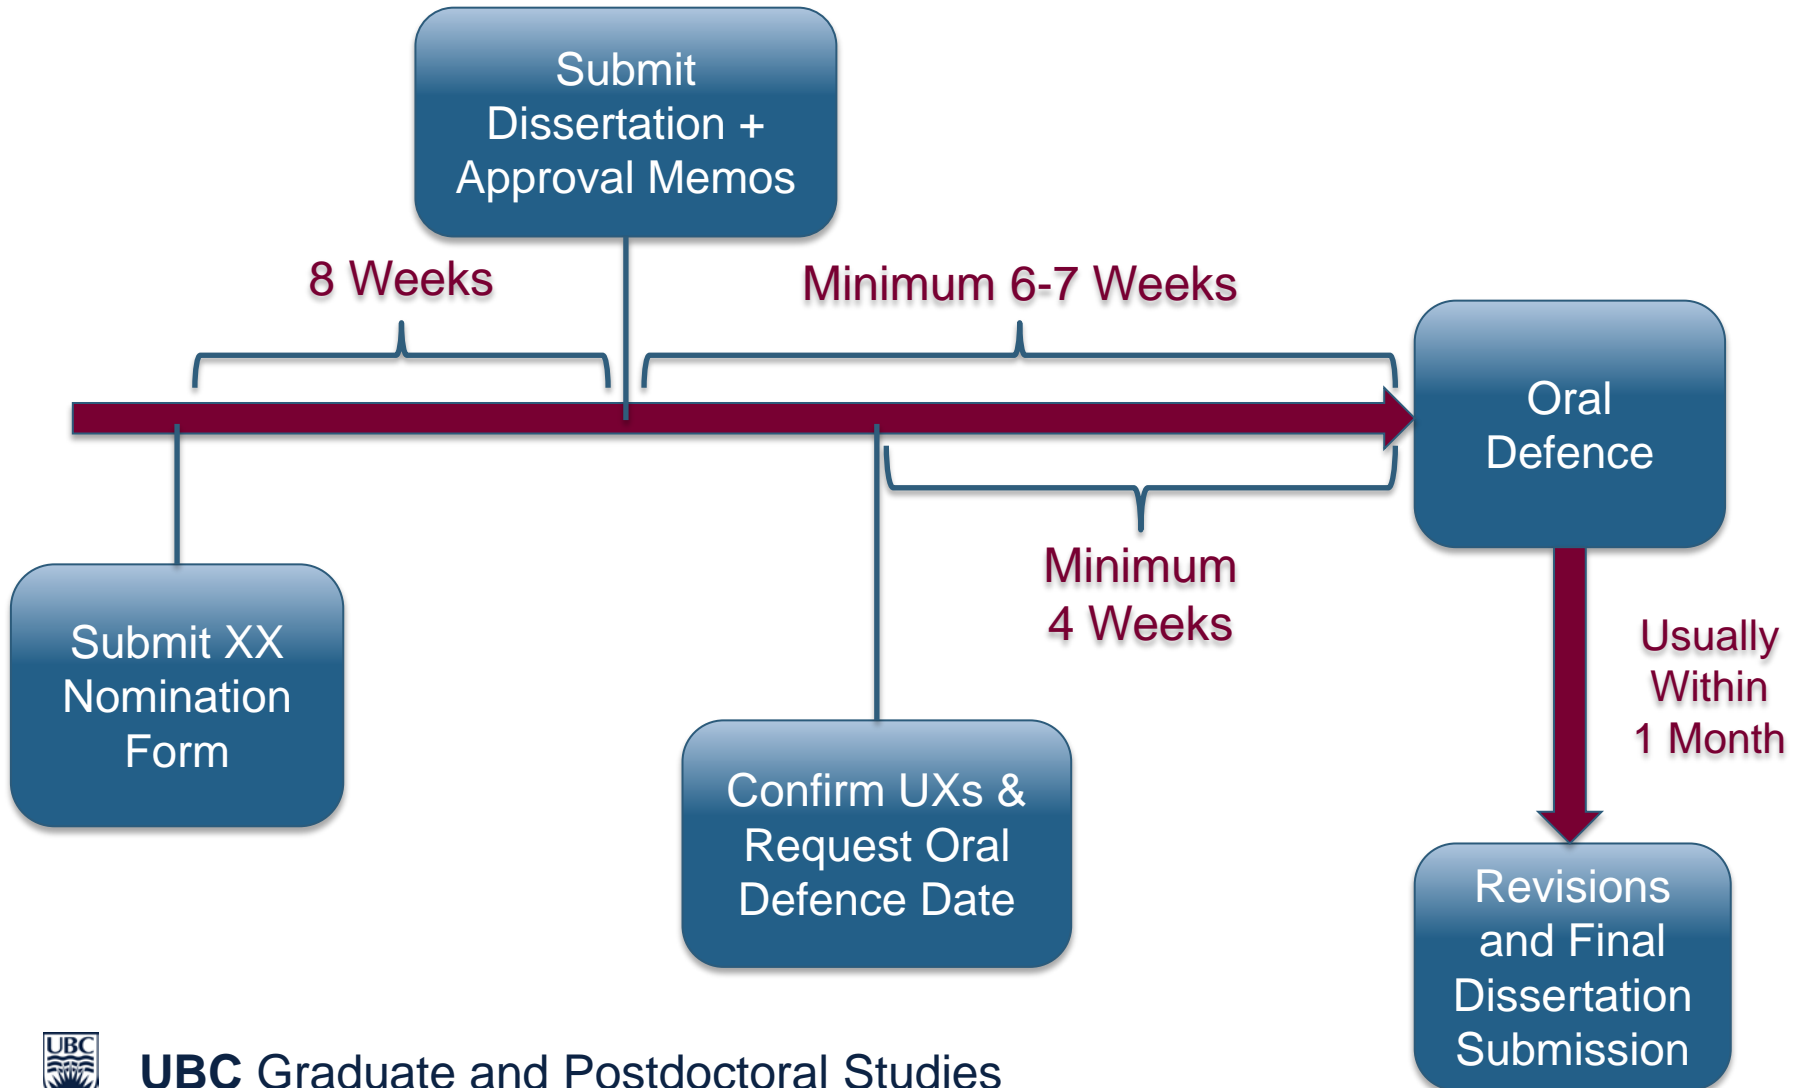 Submit
Dissertation +
Approval Memos
8 Weeks
Minimum 6-7 Weeks
Oral
Defence
Minimum
4 Weeks
Submit XX
Nomination
Form
Usually
Within
1 Month
Confirm UXs &
Request Oral
Defence Date
Revisions
and Final
Dissertation
Submission
UBC
UBC Graduate and Postdoctoral Studies